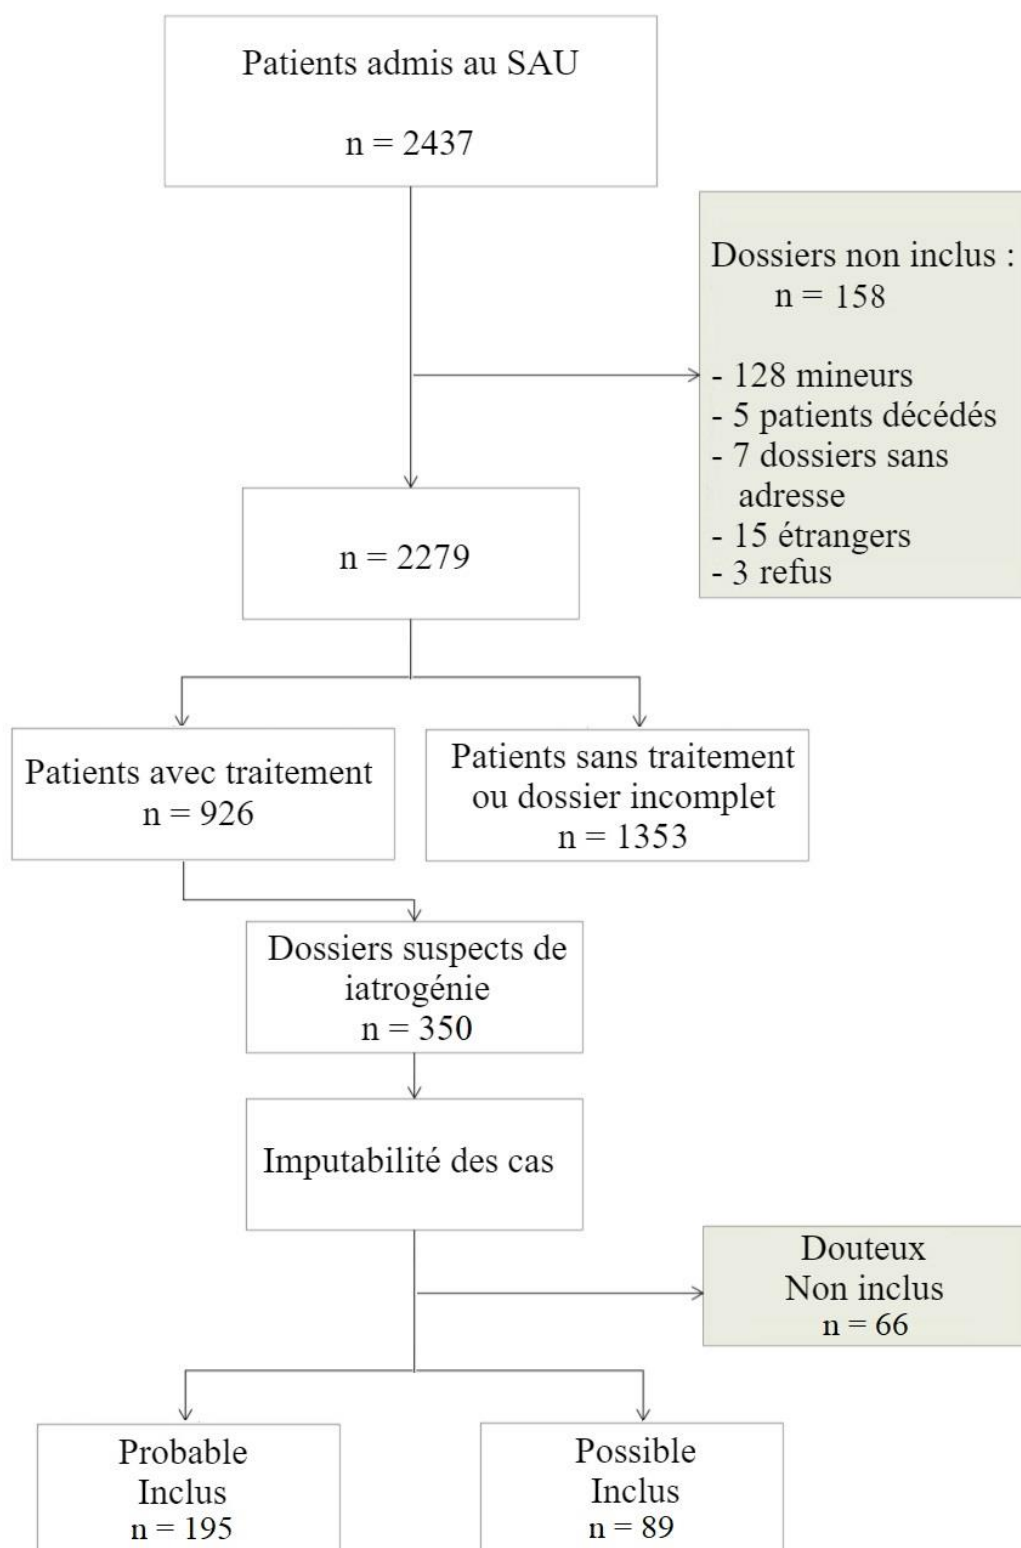 Patients admis au SAU
n = 2437
Dossiers non inclus :
n = 158
- 128 mineurs
- 5 patients décédés
- 7 dossiers sans
adresse
- 15 étrangers
- 3 refus
n = 2279
Patients avec traitement
n = 926
Patients sans traitement
ou dossier incomplet
n = 1353
Dossiers suspects de
iatrogénie
n = 350
Imputabilité des cas
Douteux
Non inclus
n = 66
Probable
Inclus
n = 195
Possible
Inclus
n = 89